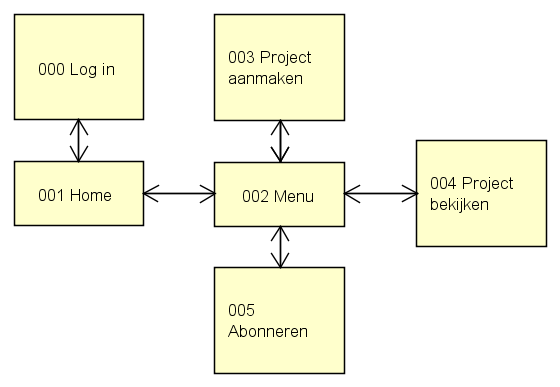 000 Log in
003 Project
aanmaken
001 Home
002 Menu
004 Project
bekijken
005
Abonneren